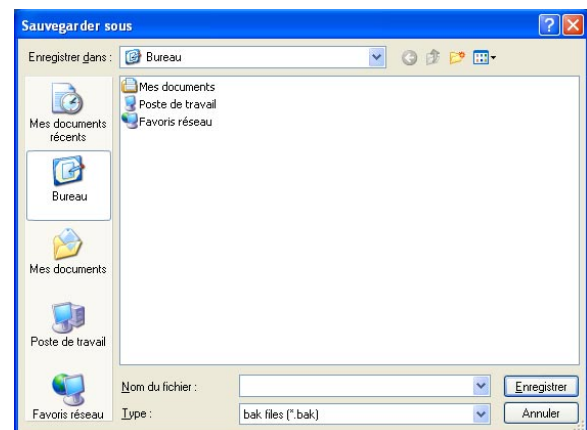 Sauvegarder sous
Enregistrer dans :
Bureau
Mes documents
récents
Bureau
Mes documents
Poste de travail
Favoris réseau
Mes documents
Poste de travail
Favoris réseau
Nom du fichier :
Enregistrer
Type :
bak files (*.bak)
Annuler